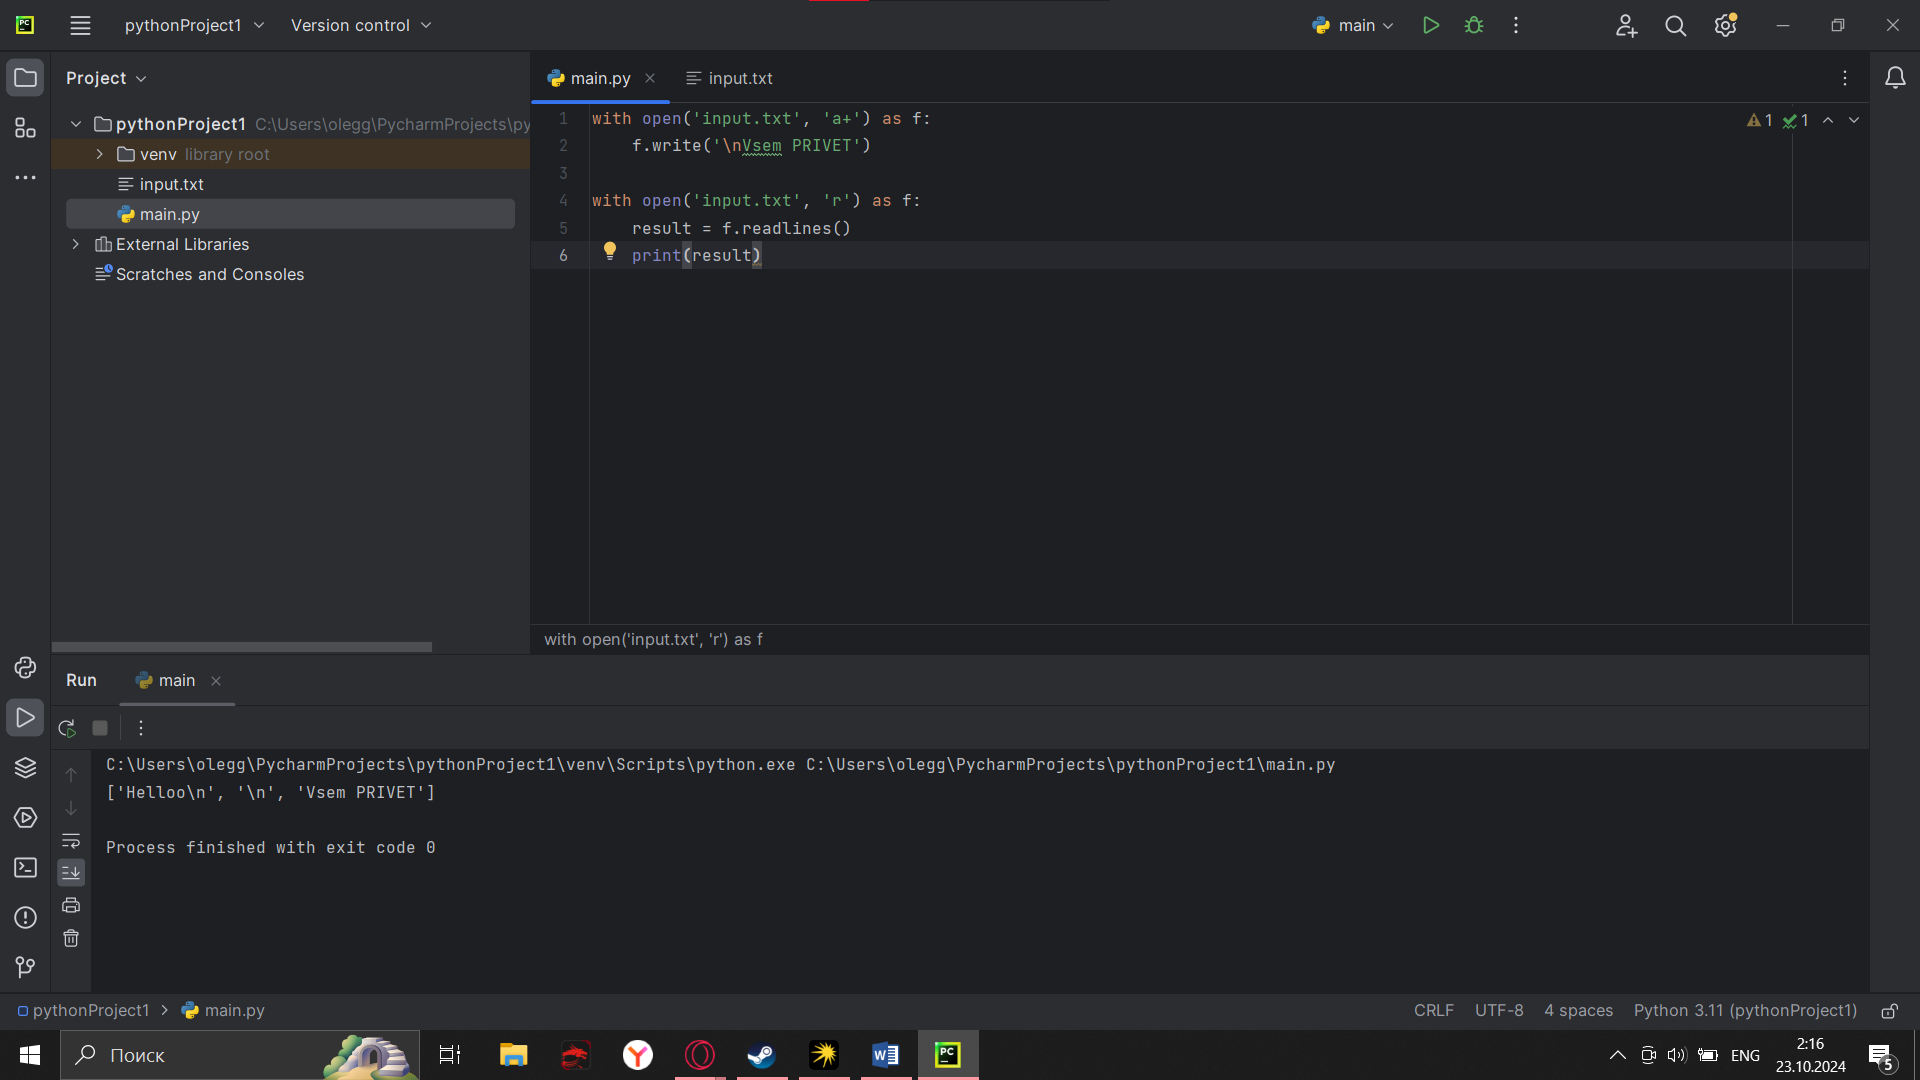 PC
pythonProject1
Version control
main
Project
main.py
input.txt
pythonProject1 C:\Users\olegg\PycharmProjects\py
venv library root
input.txt
main.py
External Libraries
Scratches and Consoles
1 with open('input.txt', 'a+') as f:
2 f.write('\nVsem PRIVET')
3
4 with open('input.txt', 'r') as f:
5 result = f.readlines()
6 print(result)
1 1
with open('input.txt', 'r') as f
Run
main
C:\Users\olegg\PycharmProjects\pythonProject1\venv\Scripts\python.exe C:\Users\olegg\PycharmProjects\pythonProject1\main.py
['Helloo\n', '\n', 'Vsem PRIVET']
Process finished with exit code 0
pythonProject1
main.py
CRLF
UTF-8
4 spaces
Python 3.11 (pythonProject1)
Поиск
PC
ENG
2:16
23.10.2024
5